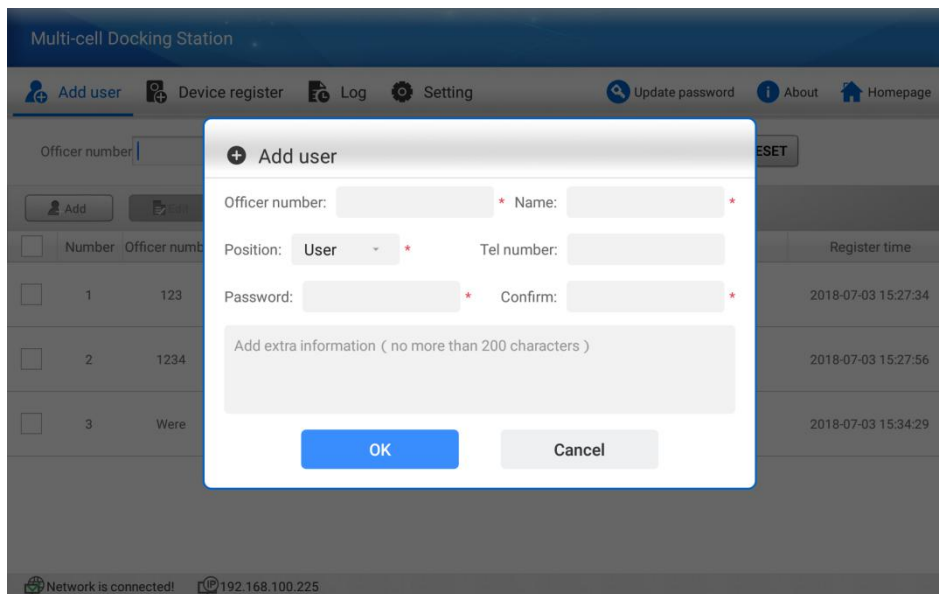 Multi-cell Docking Station
Add user Device register Log Setting Update password About Homepage
Officer number ESET
Add user
Add Edit
Officer number: * Name: *
Number Officer numb Register time
Position: User * Tel number:
1 123 2018-07-03 15:27:34
Password: * Confirm: *
Add extra information ( no more than 200 characters )
2 1234 2018-07-03 15:27:56
3 Were 2018-07-03 15:34:29
OK Cancel
Network is connected! IP 192.168.100.225